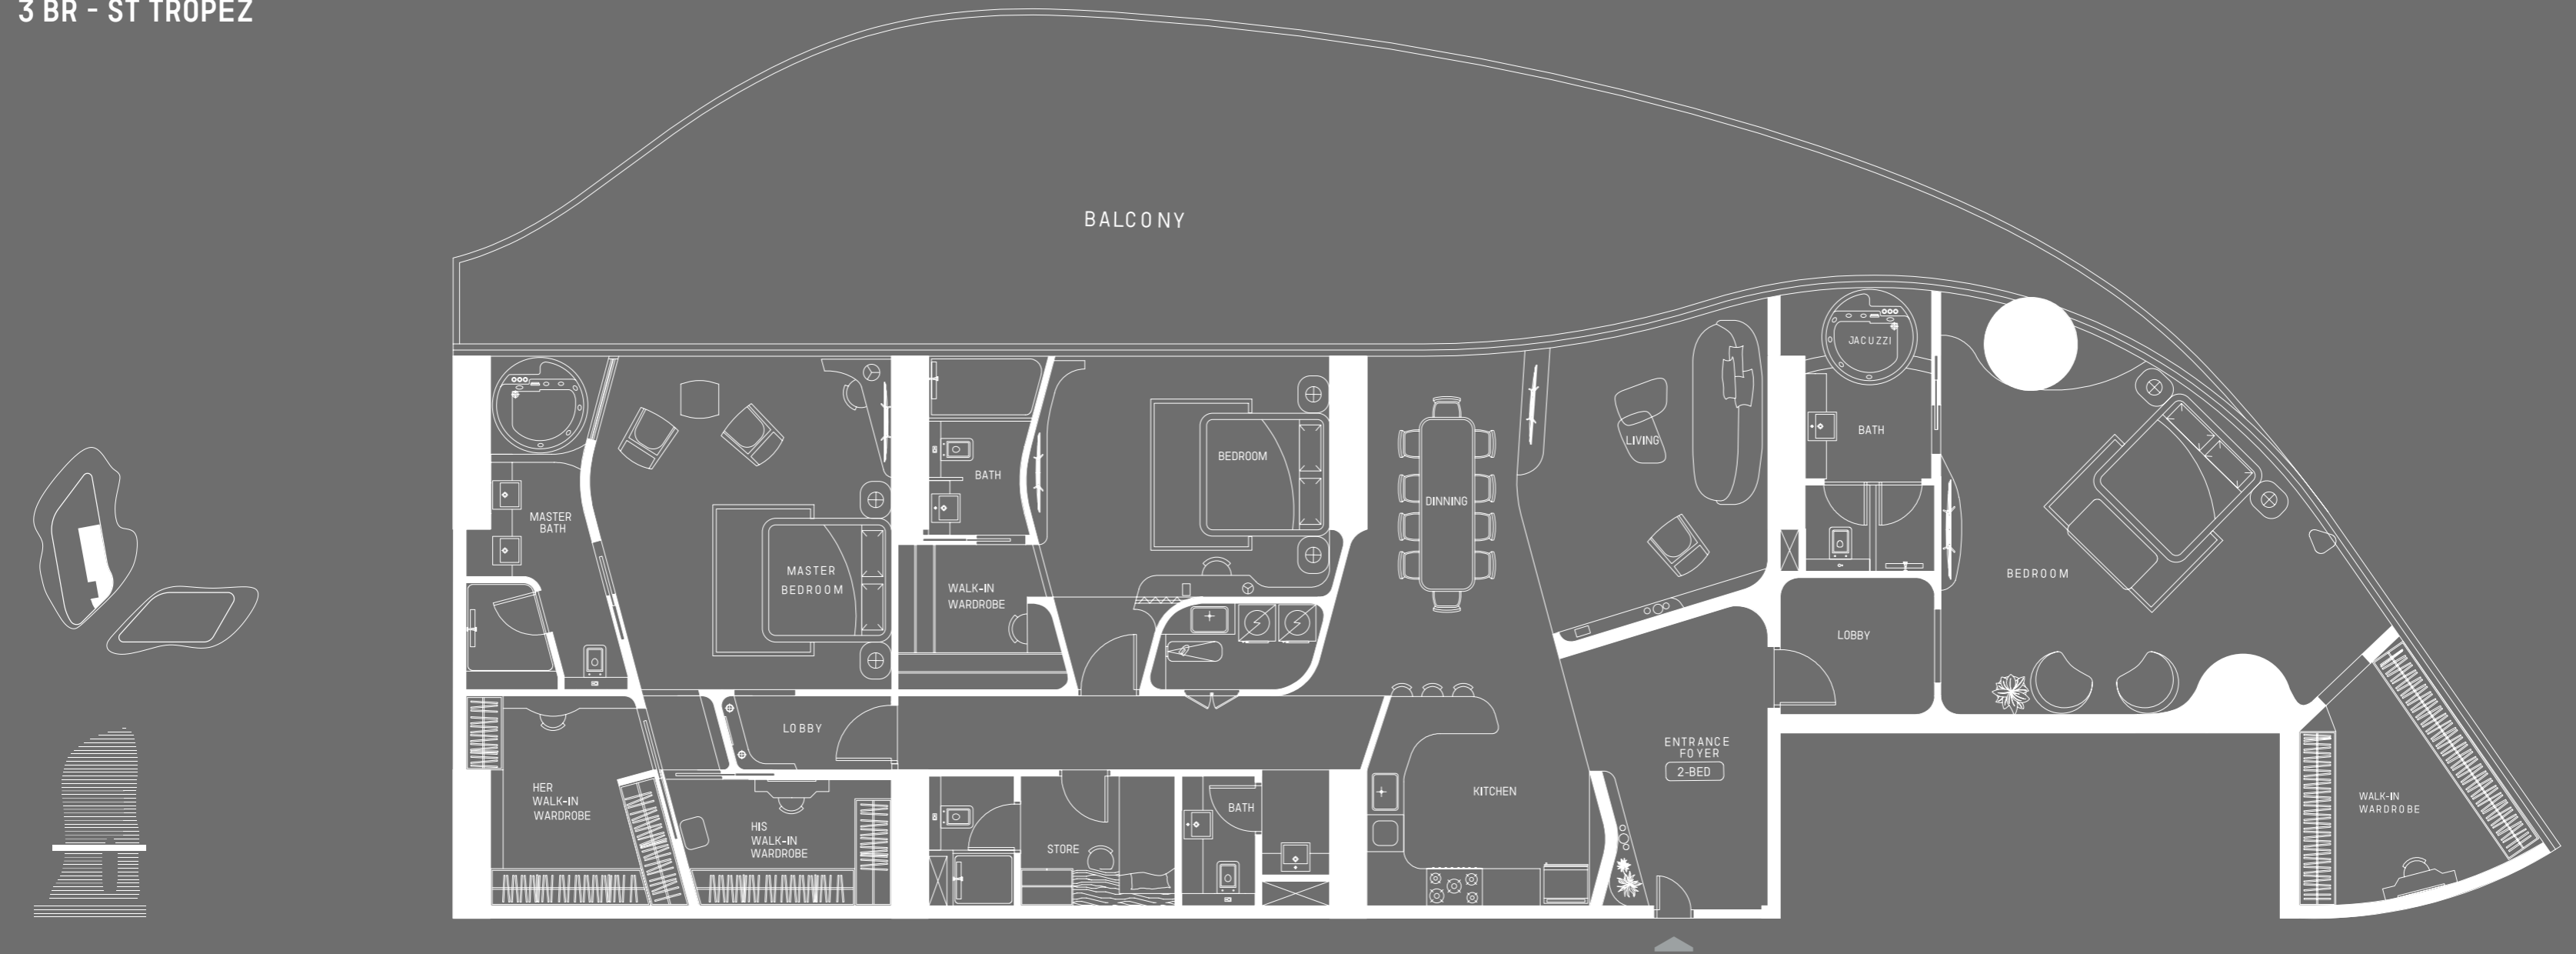 3 BR - ST TROPEZ
BALCONY
JACUZZI
BATH
LIVING
BEDROOM
BATH
DINNING
MASTER
BATH
MASTER
BEDROOM
BEDROOM
WALK-IN
WARDROBE
LOBBY
LOBBY
ENTRANCE
FOYER
2-BED
HER
WALK-IN
WARDROBE
KITCHEN
WALK-IN
WARDROBE
BATH
HIS
WALK-IN
WARDROBE
STORE